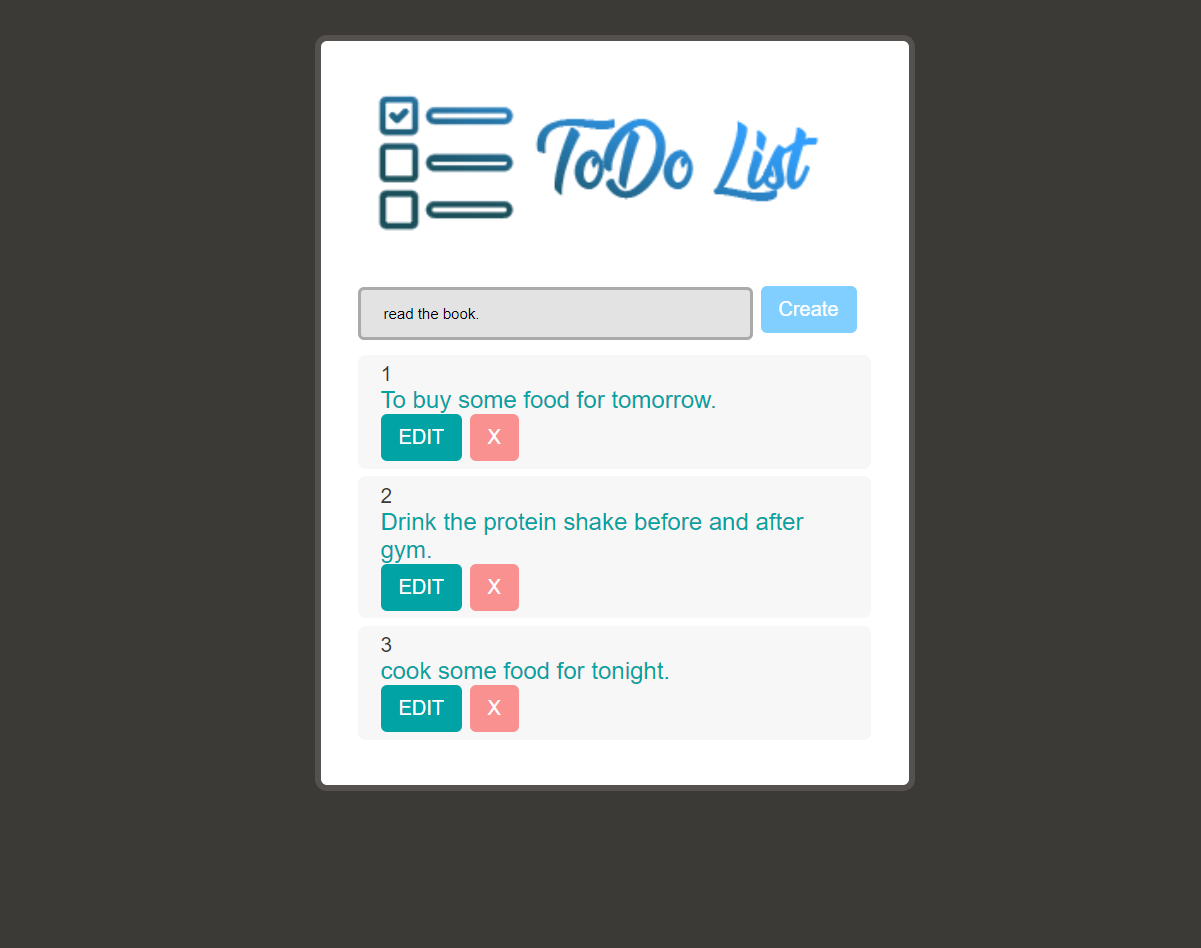 ToDo List
read the book.
Create
1
To buy some food for tomorrow.
EDIT X
2
Drink the protein shake before and after
gym.
EDIT X
3
cook some food for tonight.
EDIT X